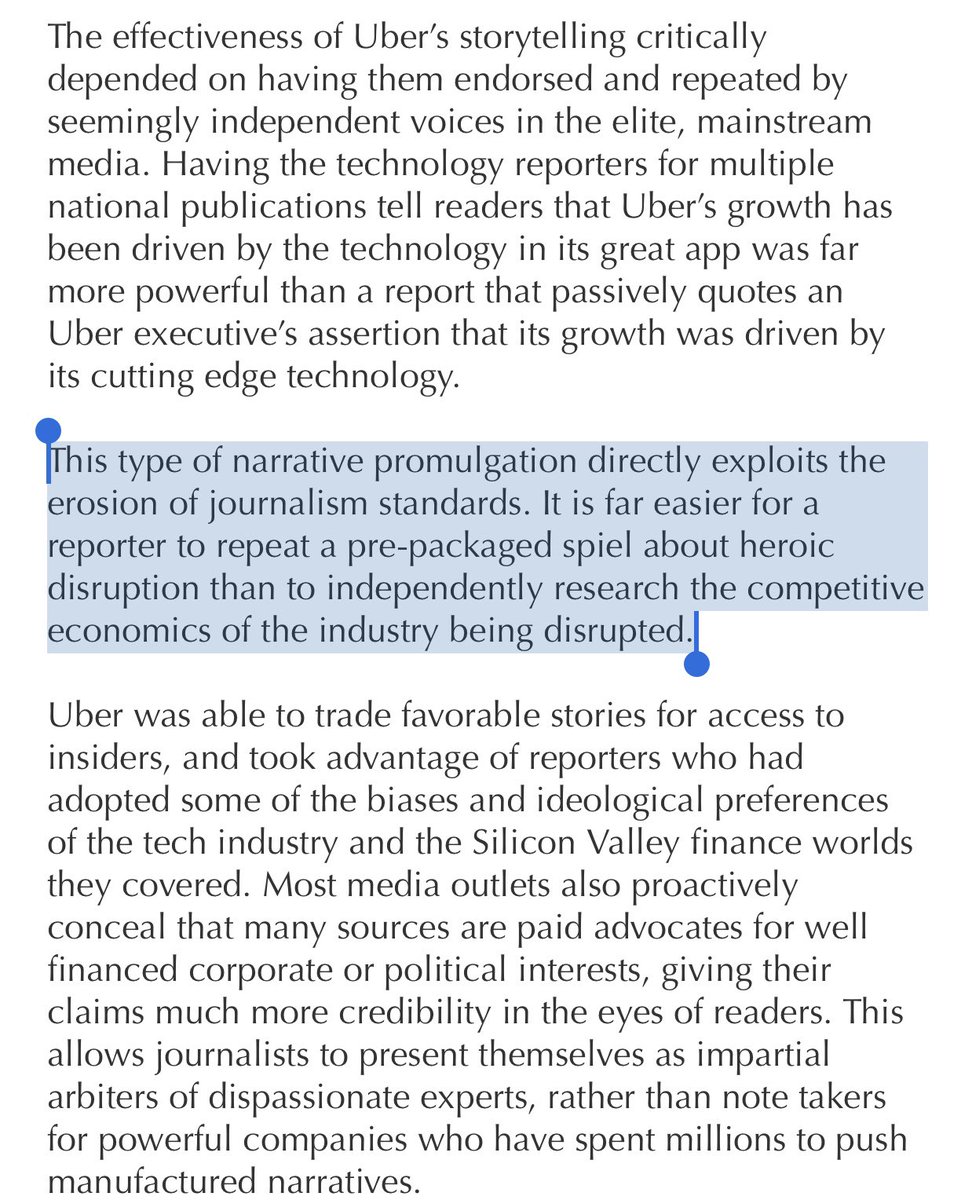 The effectiveness of Uber’s storytelling critically
depended on having them endorsed and repeated by
seemingly independent voices in the elite, mainstream
media. Having the technology reporters for multiple
national publications tell readers that Uber’s growth has
been driven by the technology in its great app was far
more powerful than a report that passively quotes an
Uber executive’s assertion that its growth was driven by
its cutting edge technology.
This type of narrative promulgation directly exploits the
erosion of journalism standards. It is far easier for a
reporter to repeat a pre-packaged spiel about heroic
disruption than to independently research the competitive
economics of the industry being disrupted.
Uber was able to trade favorable stories for access to
insiders, and took advantage of reporters who had
adopted some of the biases and ideological preferences
of the tech industry and the Silicon Valley finance worlds
they covered. Most media outlets also proactively
conceal that many sources are paid advocates for well
financed corporate or political interests, giving their
claims much more credibility in the eyes of readers. This
allows journalists to present themselves as impartial
arbiters of dispassionate experts, rather than note takers
for powerful companies who have spent millions to push
manufactured narratives.